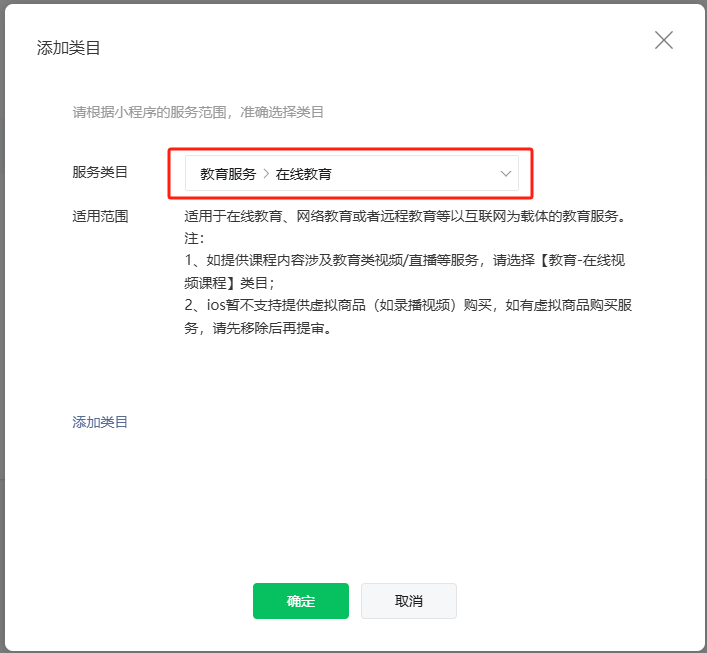 添加类目
请根据小程序的服务范围，准确选择类目
服务类目
教育服务 > 在线教育
适用范围
适用于在线教育、网络教育或者远程教育等以互联网为载体的教育服务。
注：
1、如提供课程内容涉及教育类视频/直播等服务，请选择【教育-在线视
频课程】类目；
2、ios暂不支持提供虚拟商品（如录播视频）购买，如有虚拟商品购买服
务，请先移除后再提审。
添加类目
确定
取消